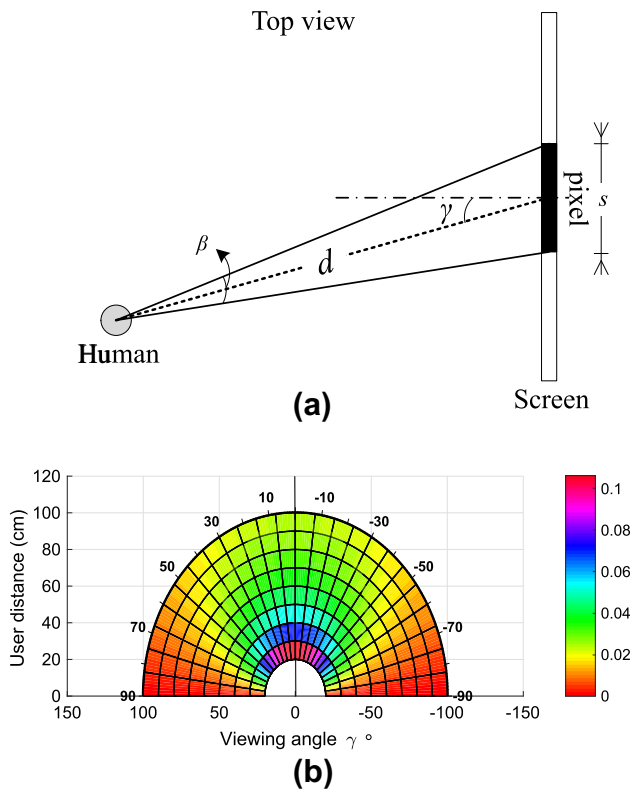 Top view
pixel
s
γ
β
d
Human
Screen
(a)
120
100
80
60
40
20
0
User distance (cm)
150
100
50
0
-50
-100
-150
Viewing angle γ °
90
70
50
30
10
-10
-30
-50
-70
-90
0.1
0.08
0.06
0.04
0.02
0
(b)